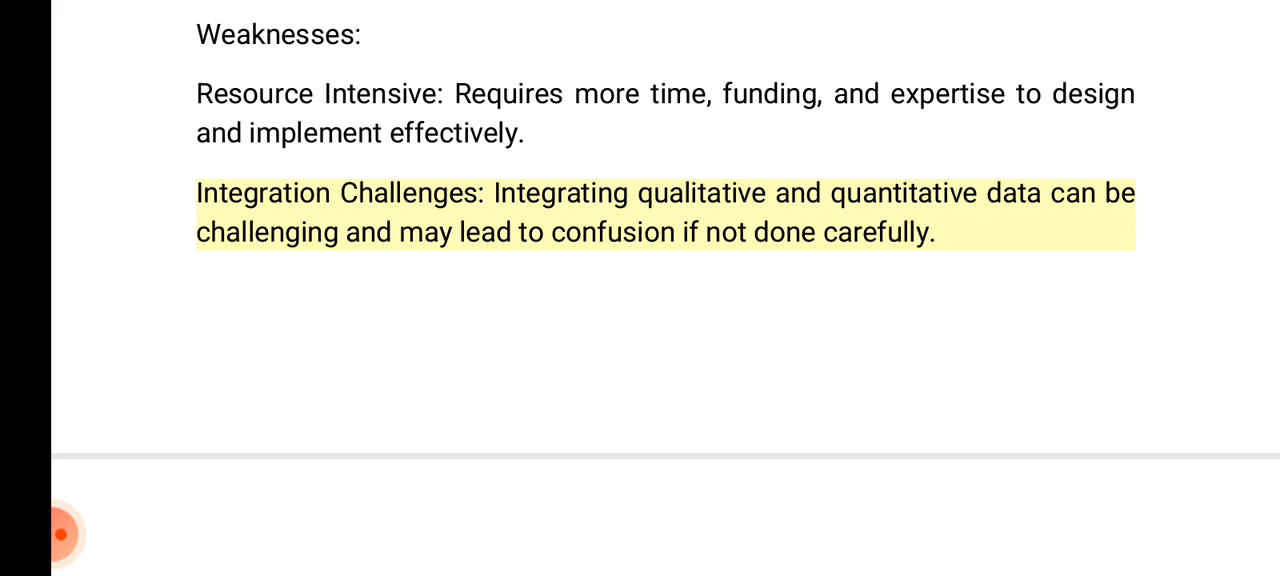 Weaknesses:
Resource Intensive: Requires more time, funding, and expertise to design
and implement effectively.
Integration Challenges: Integrating qualitative and quantitative data can be
challenging and may lead to confusion if not done carefully.